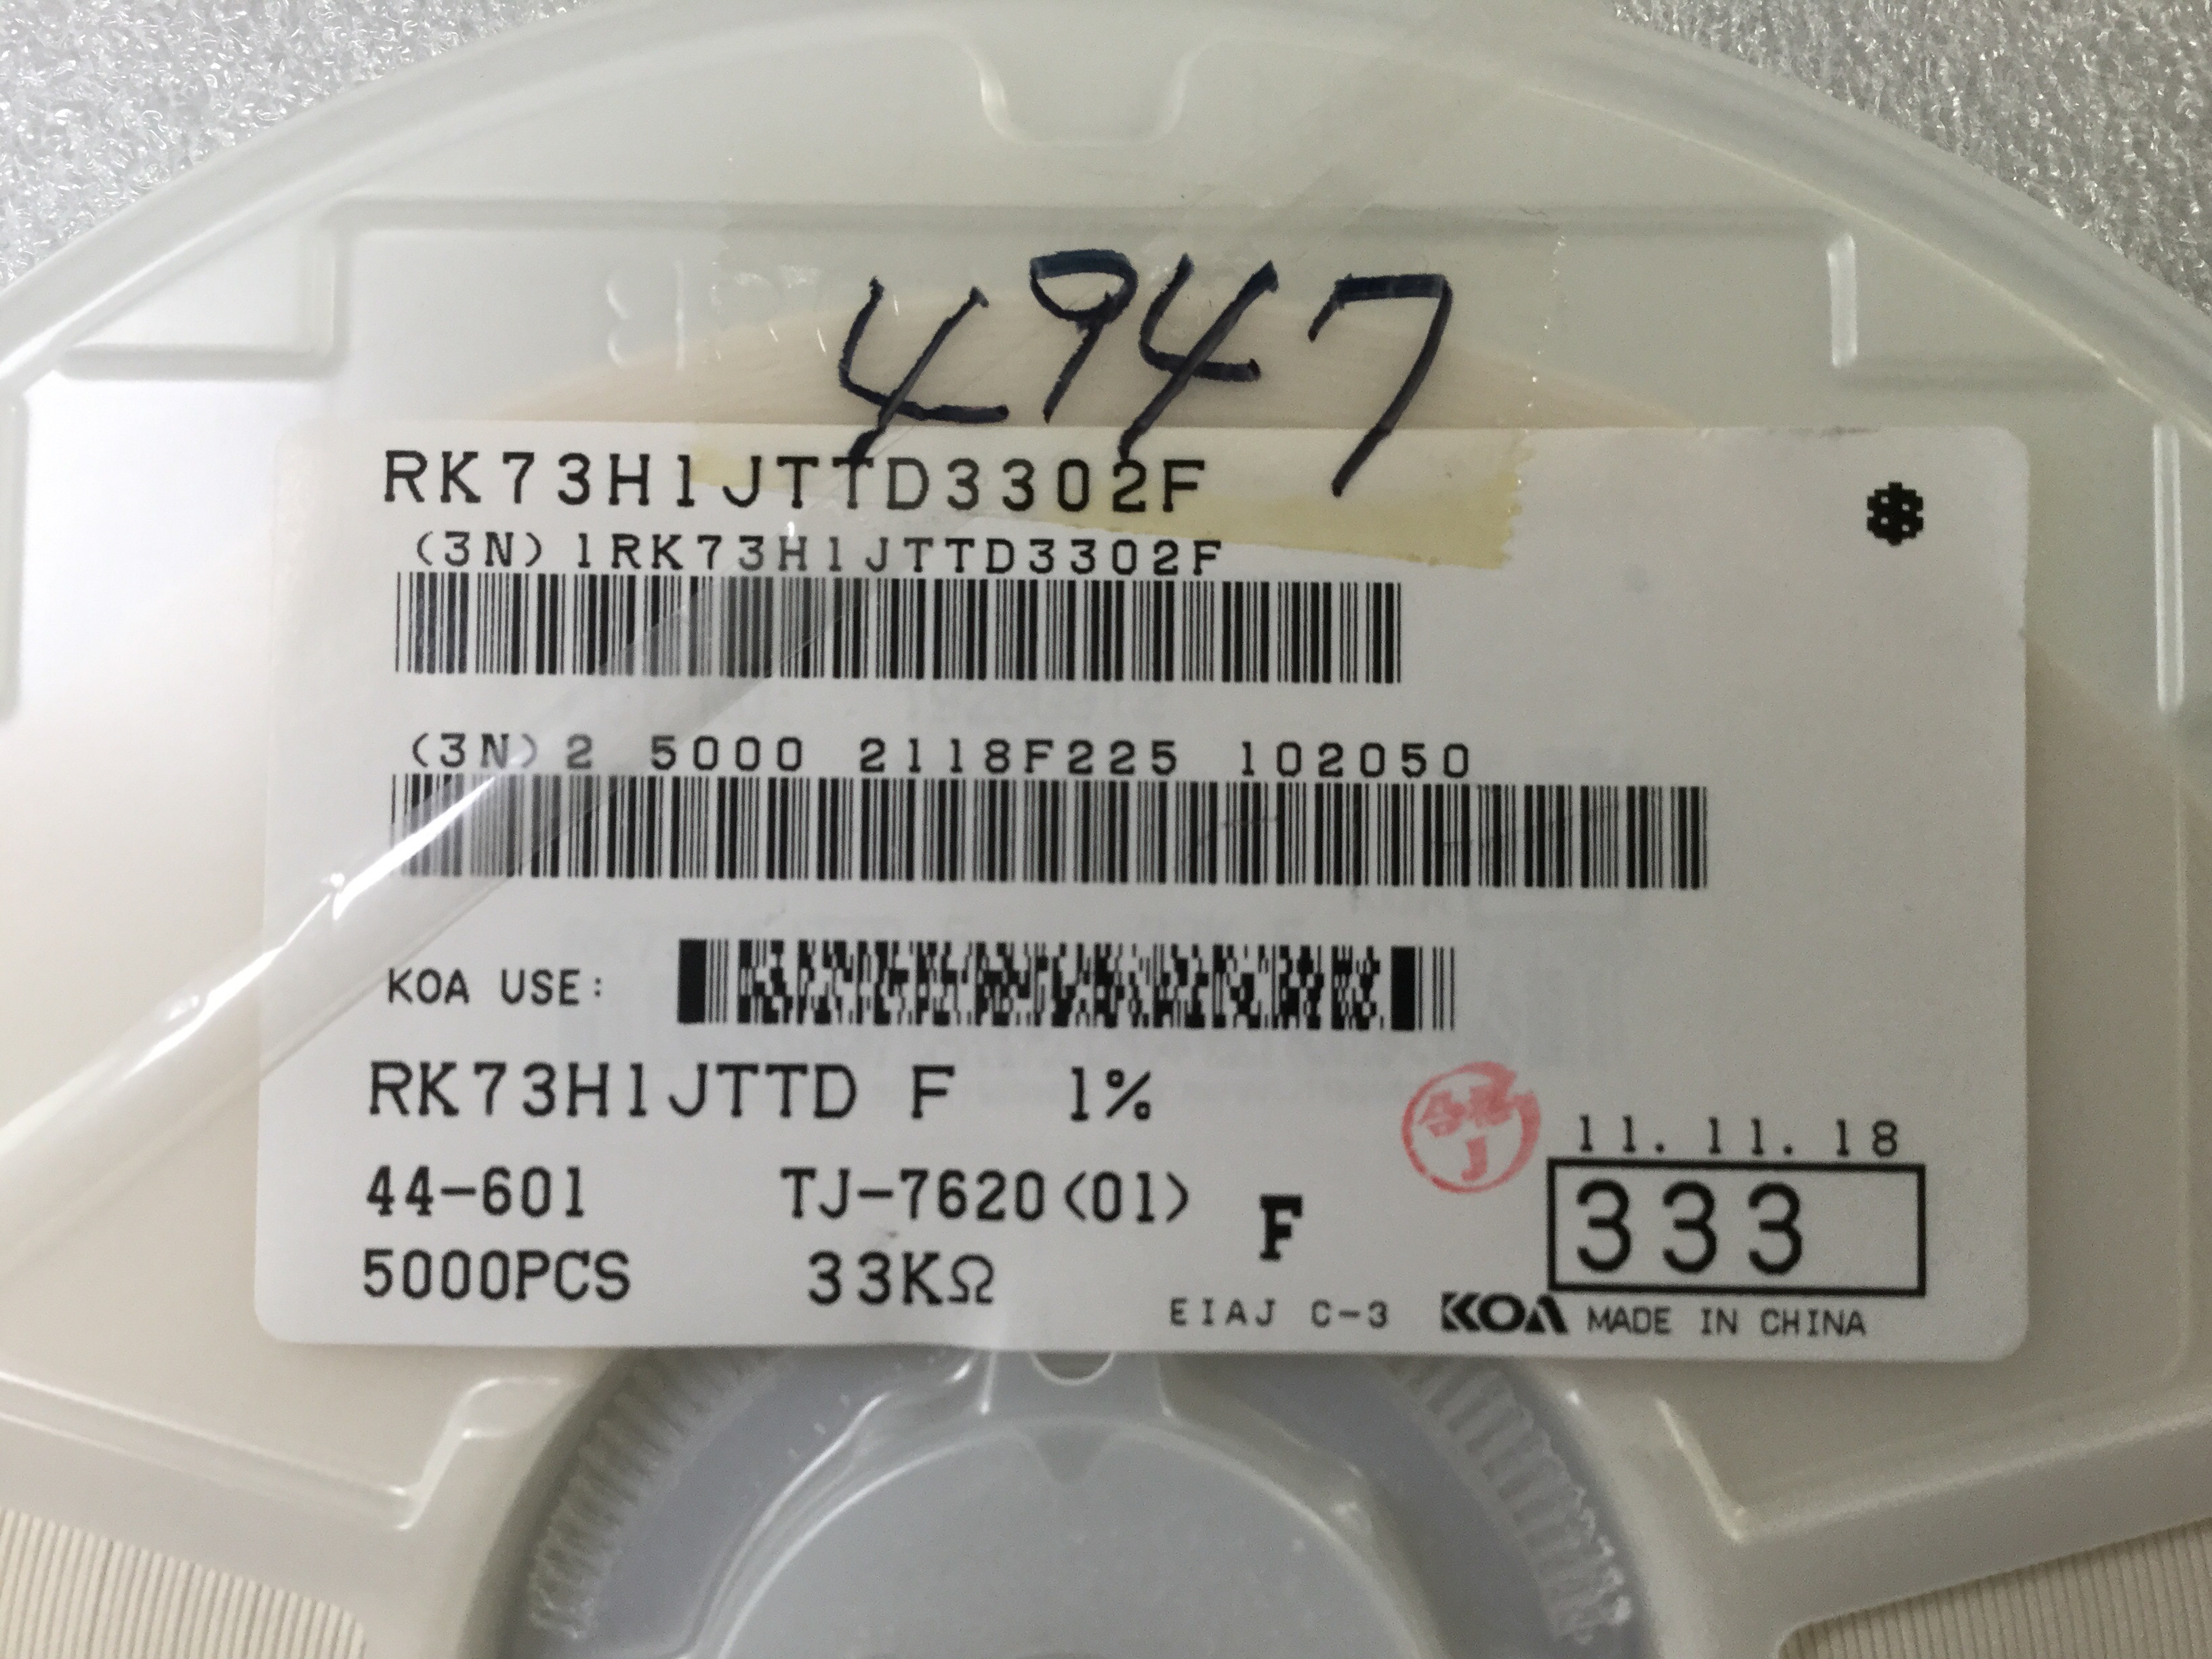 4947
RK73H1JTTD3302F
(3N)1RK73H1JTTD3302F
(3N)2 5000 2118F225 102050
KOA USE:
RK73H1JTTD F 1%
11.11.18
44-601 TJ-7620(01) F 333
5000PCS 33KΩ
EIAJ C-3 KOA MADE IN CHINA